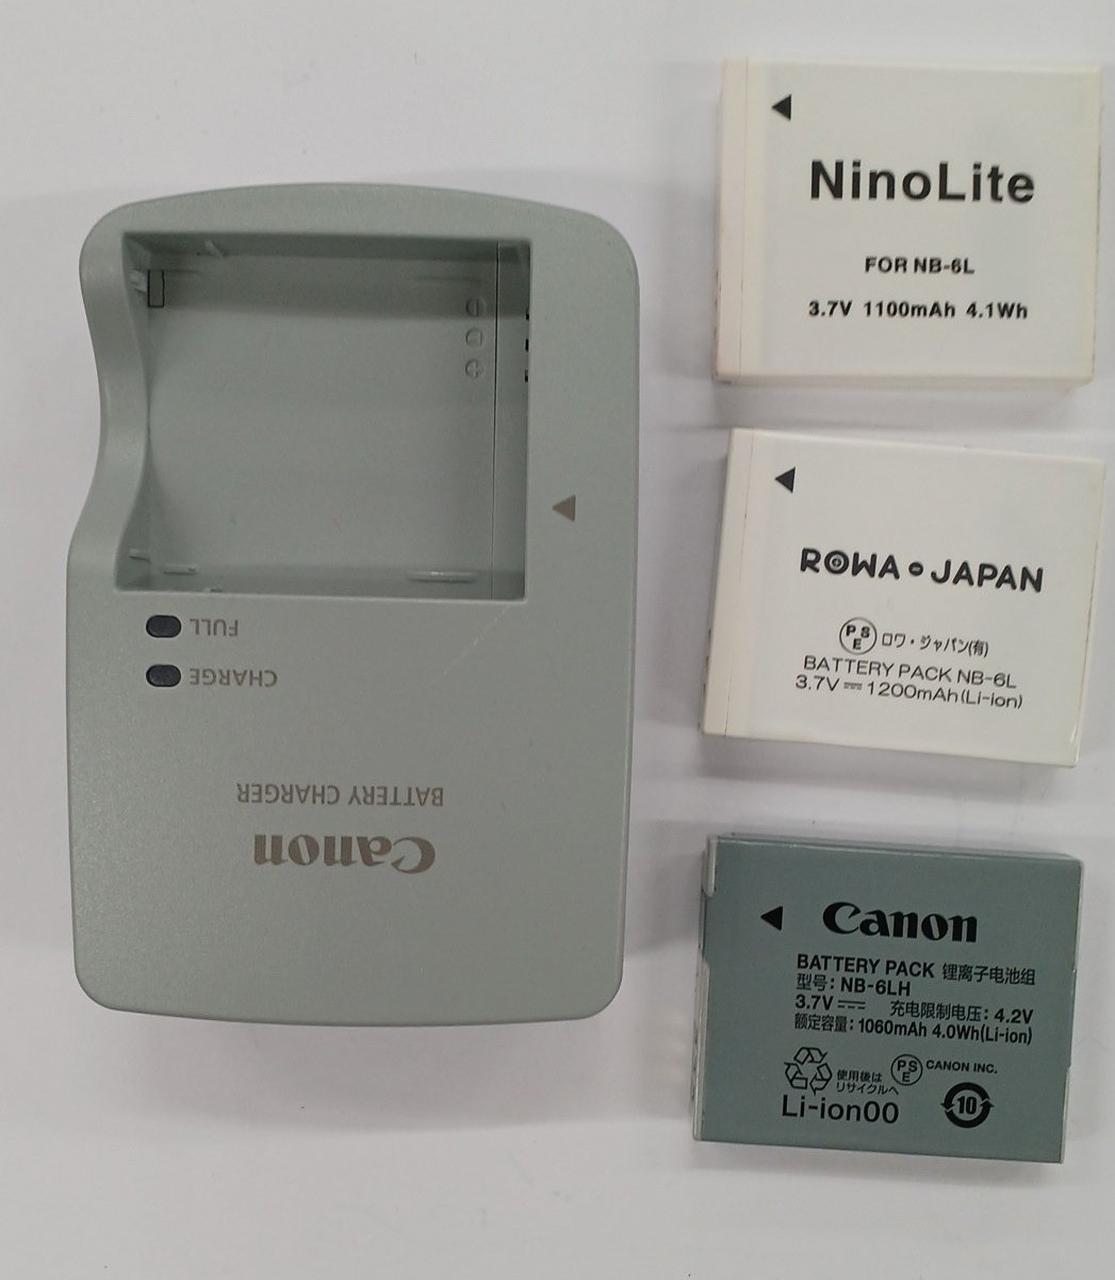 FULL
CHARGE
BATTERY CHARGER
Canon
NinoLite
FOR NB-6L
3.7V 1100mAh 4.1Wh
ROWA JAPAN
PSE ロワ・ジャパン(有)
BATTERY PACK NB-6L
3.7V 1200mAh(Li-ion)
Canon
BATTERY PACK 锂离子电池组
型号: NB-6LH
3.7V 充电限制电压: 4.2V
额定容量: 1060mAh 4.0Wh(Li-ion)
使用後は
リサイクルへ
PSE CANON INC.
Li-ion00
10